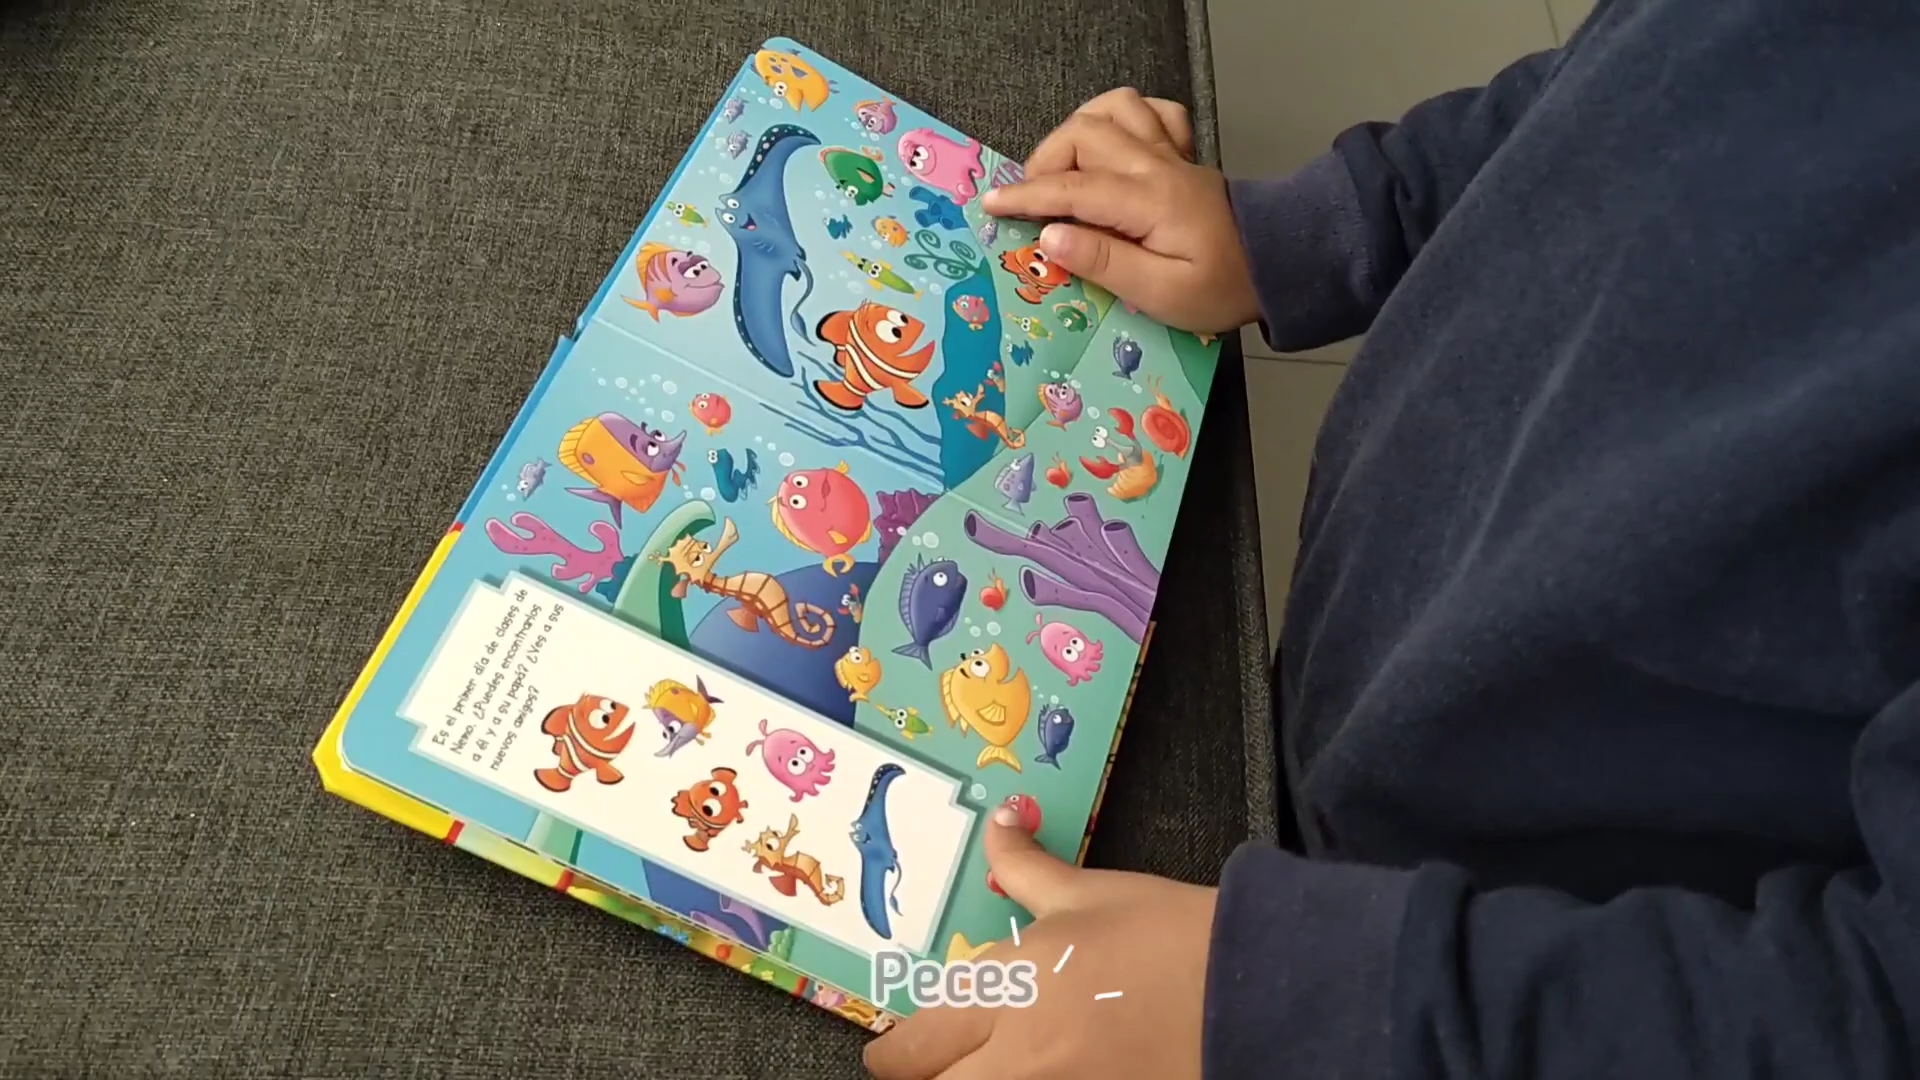 Es el primer día de clases de
Nemo. ¿Puedes encontrarlos
a él y a su papá? ¿Ves a sus
nuevos amigos?
Peces